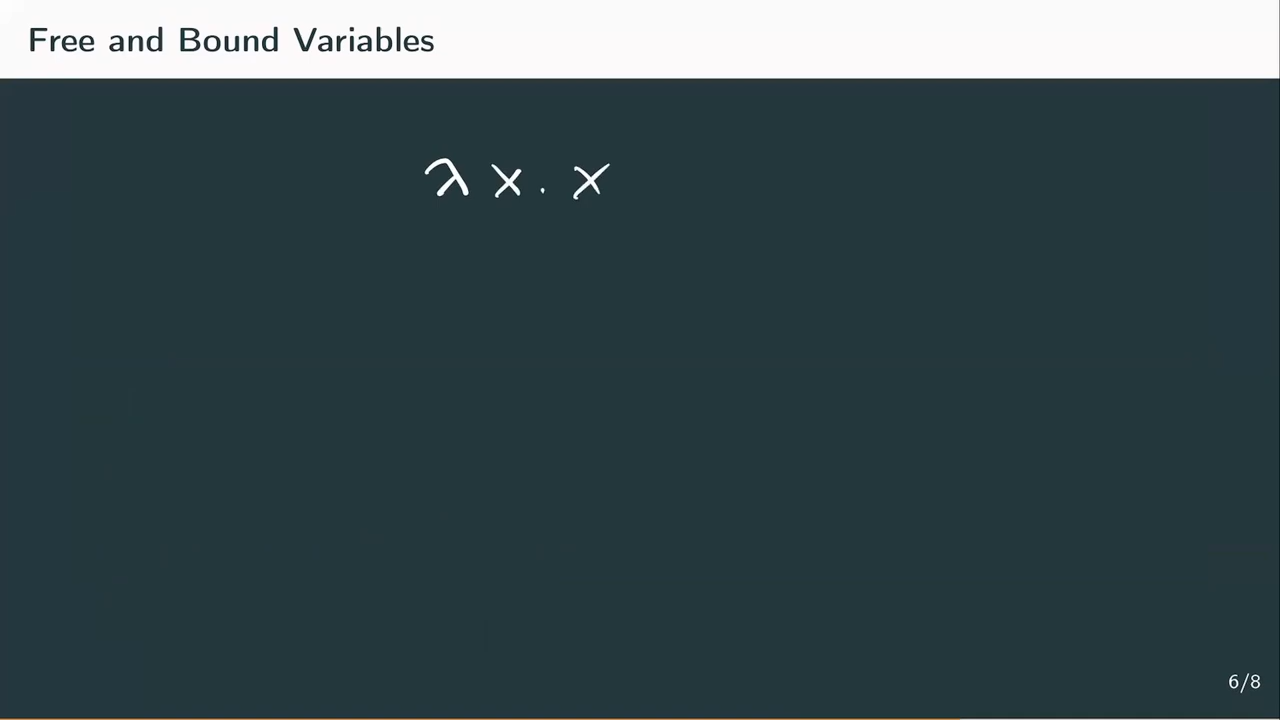 Free and Bound Variables
λ x . x
6/8